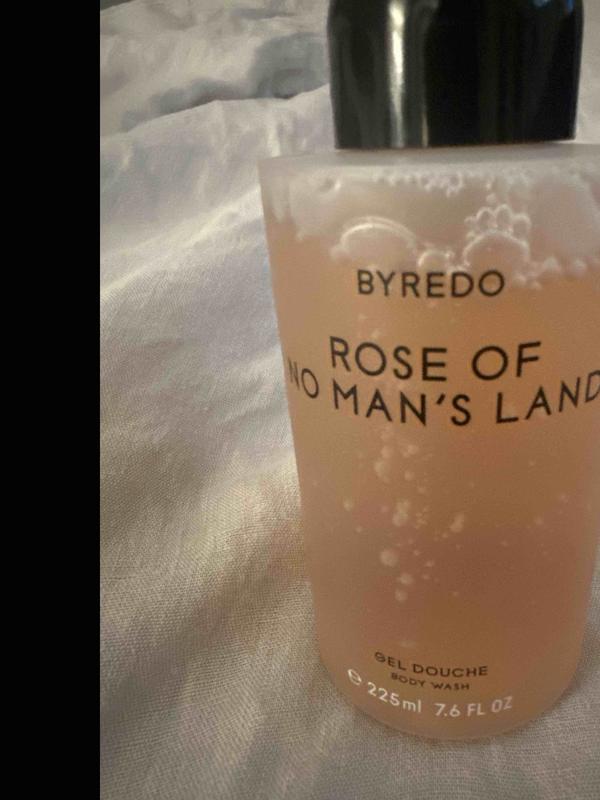 BYREDO
ROSE OF
NO MAN'S LAND
GEL DOUCHE
BODY WASH
℮ 225ml 7.6 FL OZ